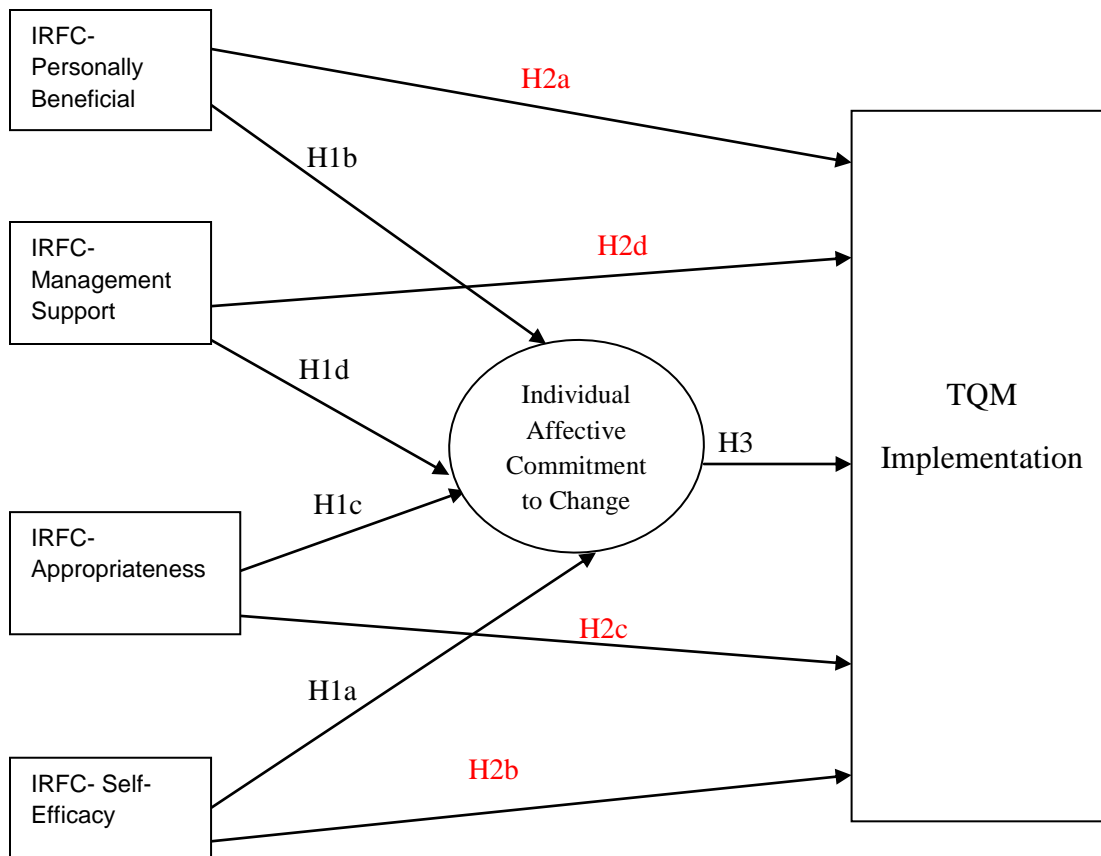 IRFC-
Personally
Beneficial
H2a
H1b
IRFC-
Management
Support
H2d
H1d
Individual
Affective
Commitment
to Change
H3
TQM
Implementation
IRFC-
Appropriateness
H1c
H2c
H1a
IRFC- Self-
Efficacy
H2b